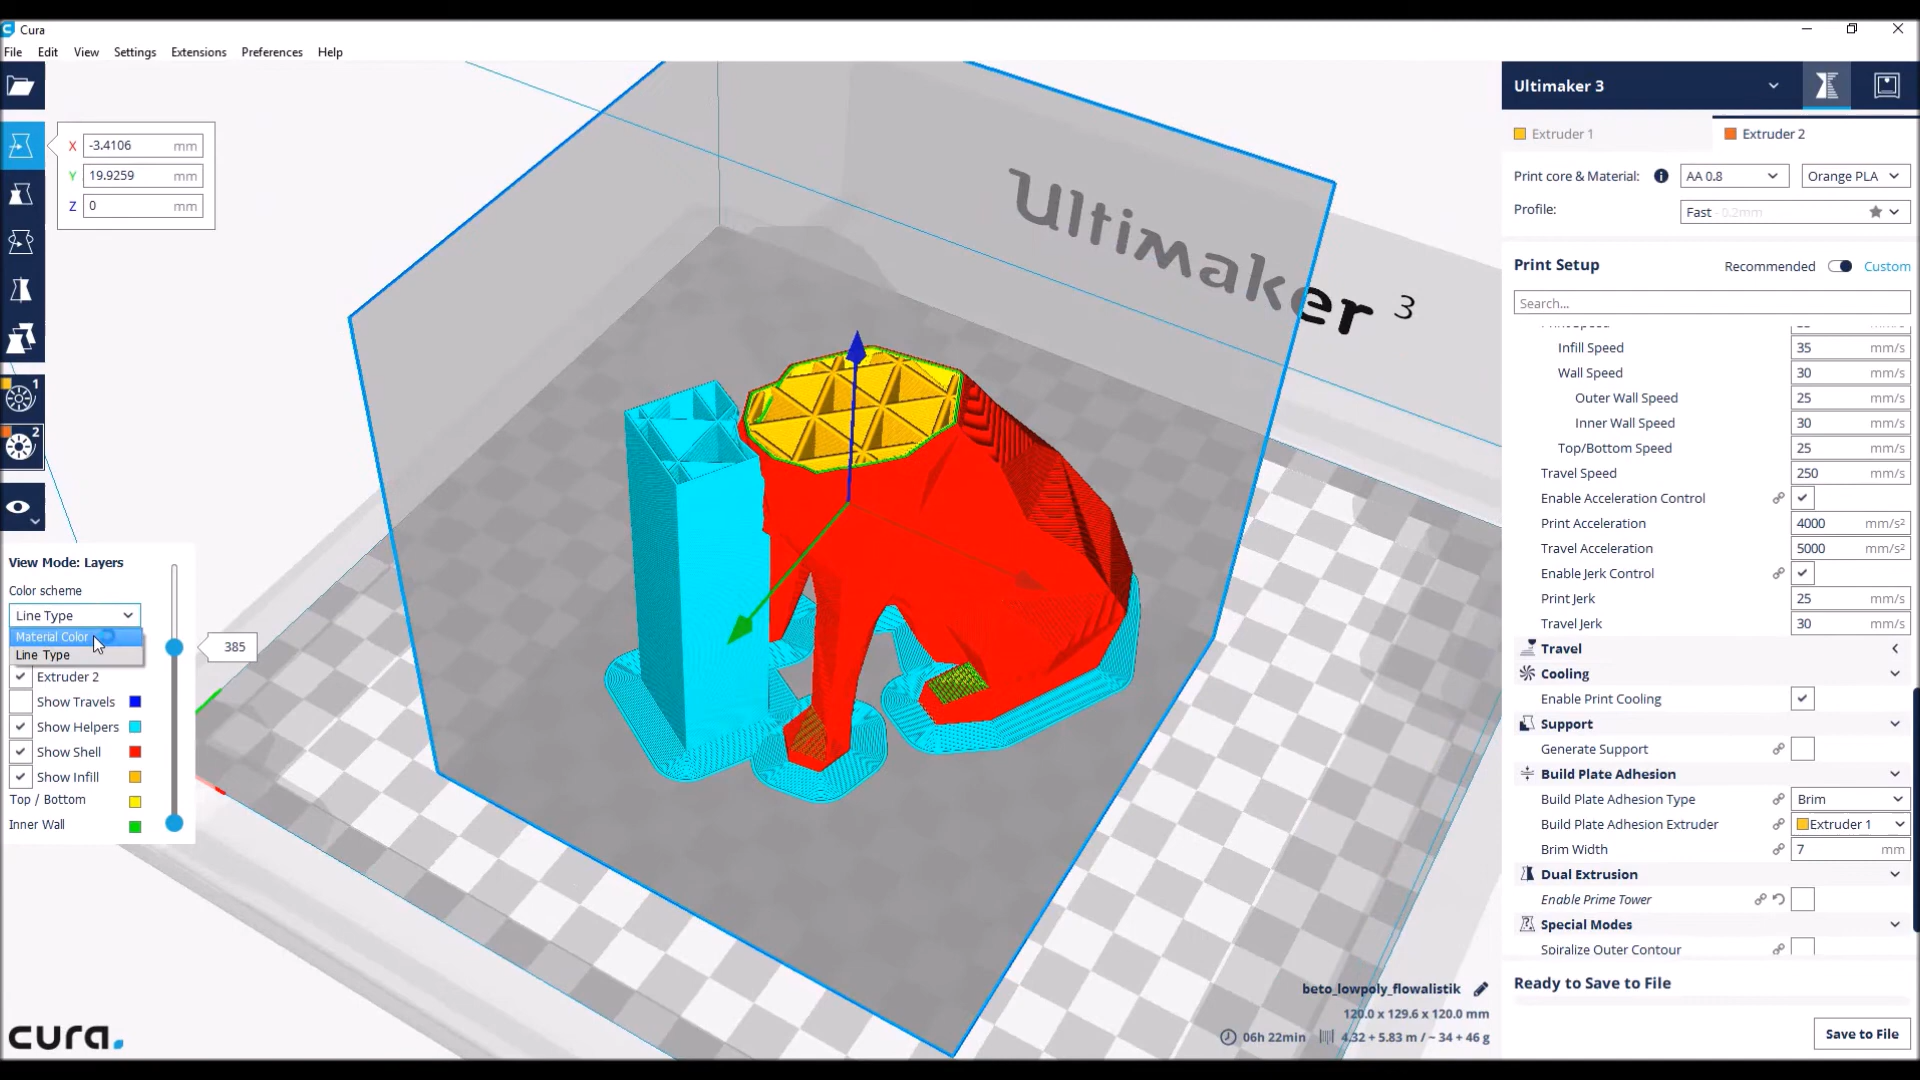 Cura
File Edit View Settings Extensions Preferences Help
X -3.4106 mm
Y 19.9259 mm
Z 0 mm
1
2
View Mode: Layers
Color scheme
Line Type
Material Color
Line Type
Extruder 2
Show Travels
Show Helpers
Show Shell
Show Infill
Top / Bottom
Inner Wall
385
cura.
Ultimaker 3
beto_lowpoly_flowalistik
120.0 x 129.6 x 120.0 mm
06h 22min 4.32 + 5.83 m / ~ 34 + 46 g
Ultimaker 3
Extruder 1 Extruder 2
Print core & Material: AA 0.8 Orange PLA
Profile: Fast - 0.2mm
Print Setup Recommended Custom
Search...
Infill Speed 35 mm/s
Wall Speed 30 mm/s
Outer Wall Speed 25 mm/s
Inner Wall Speed 30 mm/s
Top/Bottom Speed 25 mm/s
Travel Speed 250 mm/s
Enable Acceleration Control
Print Acceleration 4000 mm/s²
Travel Acceleration 5000 mm/s²
Enable Jerk Control
Print Jerk 25 mm/s
Travel Jerk 30 mm/s
Travel
Cooling
Enable Print Cooling
Support
Generate Support
Build Plate Adhesion
Build Plate Adhesion Type Brim
Build Plate Adhesion Extruder Extruder 1
Brim Width 7 mm
Dual Extrusion
Enable Prime Tower
Special Modes
Spiralize Outer Contour
Ready to Save to File
Save to File